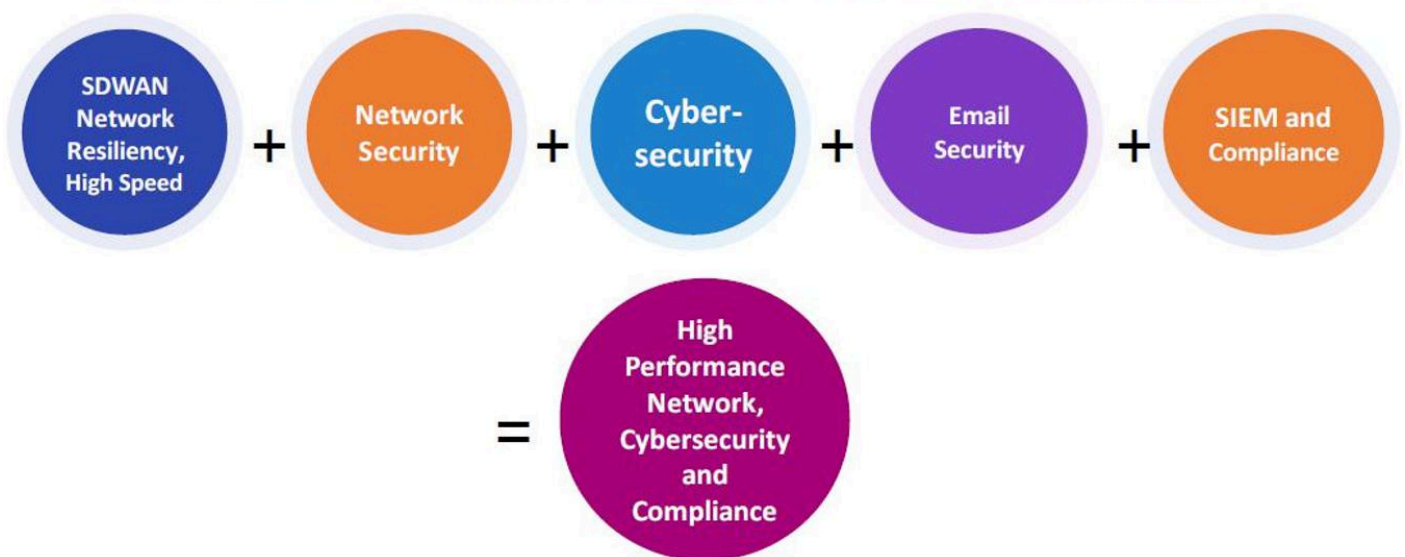 SDWAN
Network
Resiliency,
High Speed
+
Network
Security
+
Cyber-
security
+
Email
Security
+
SIEM and
Compliance
=
High
Performance
Network,
Cybersecurity
and
Compliance